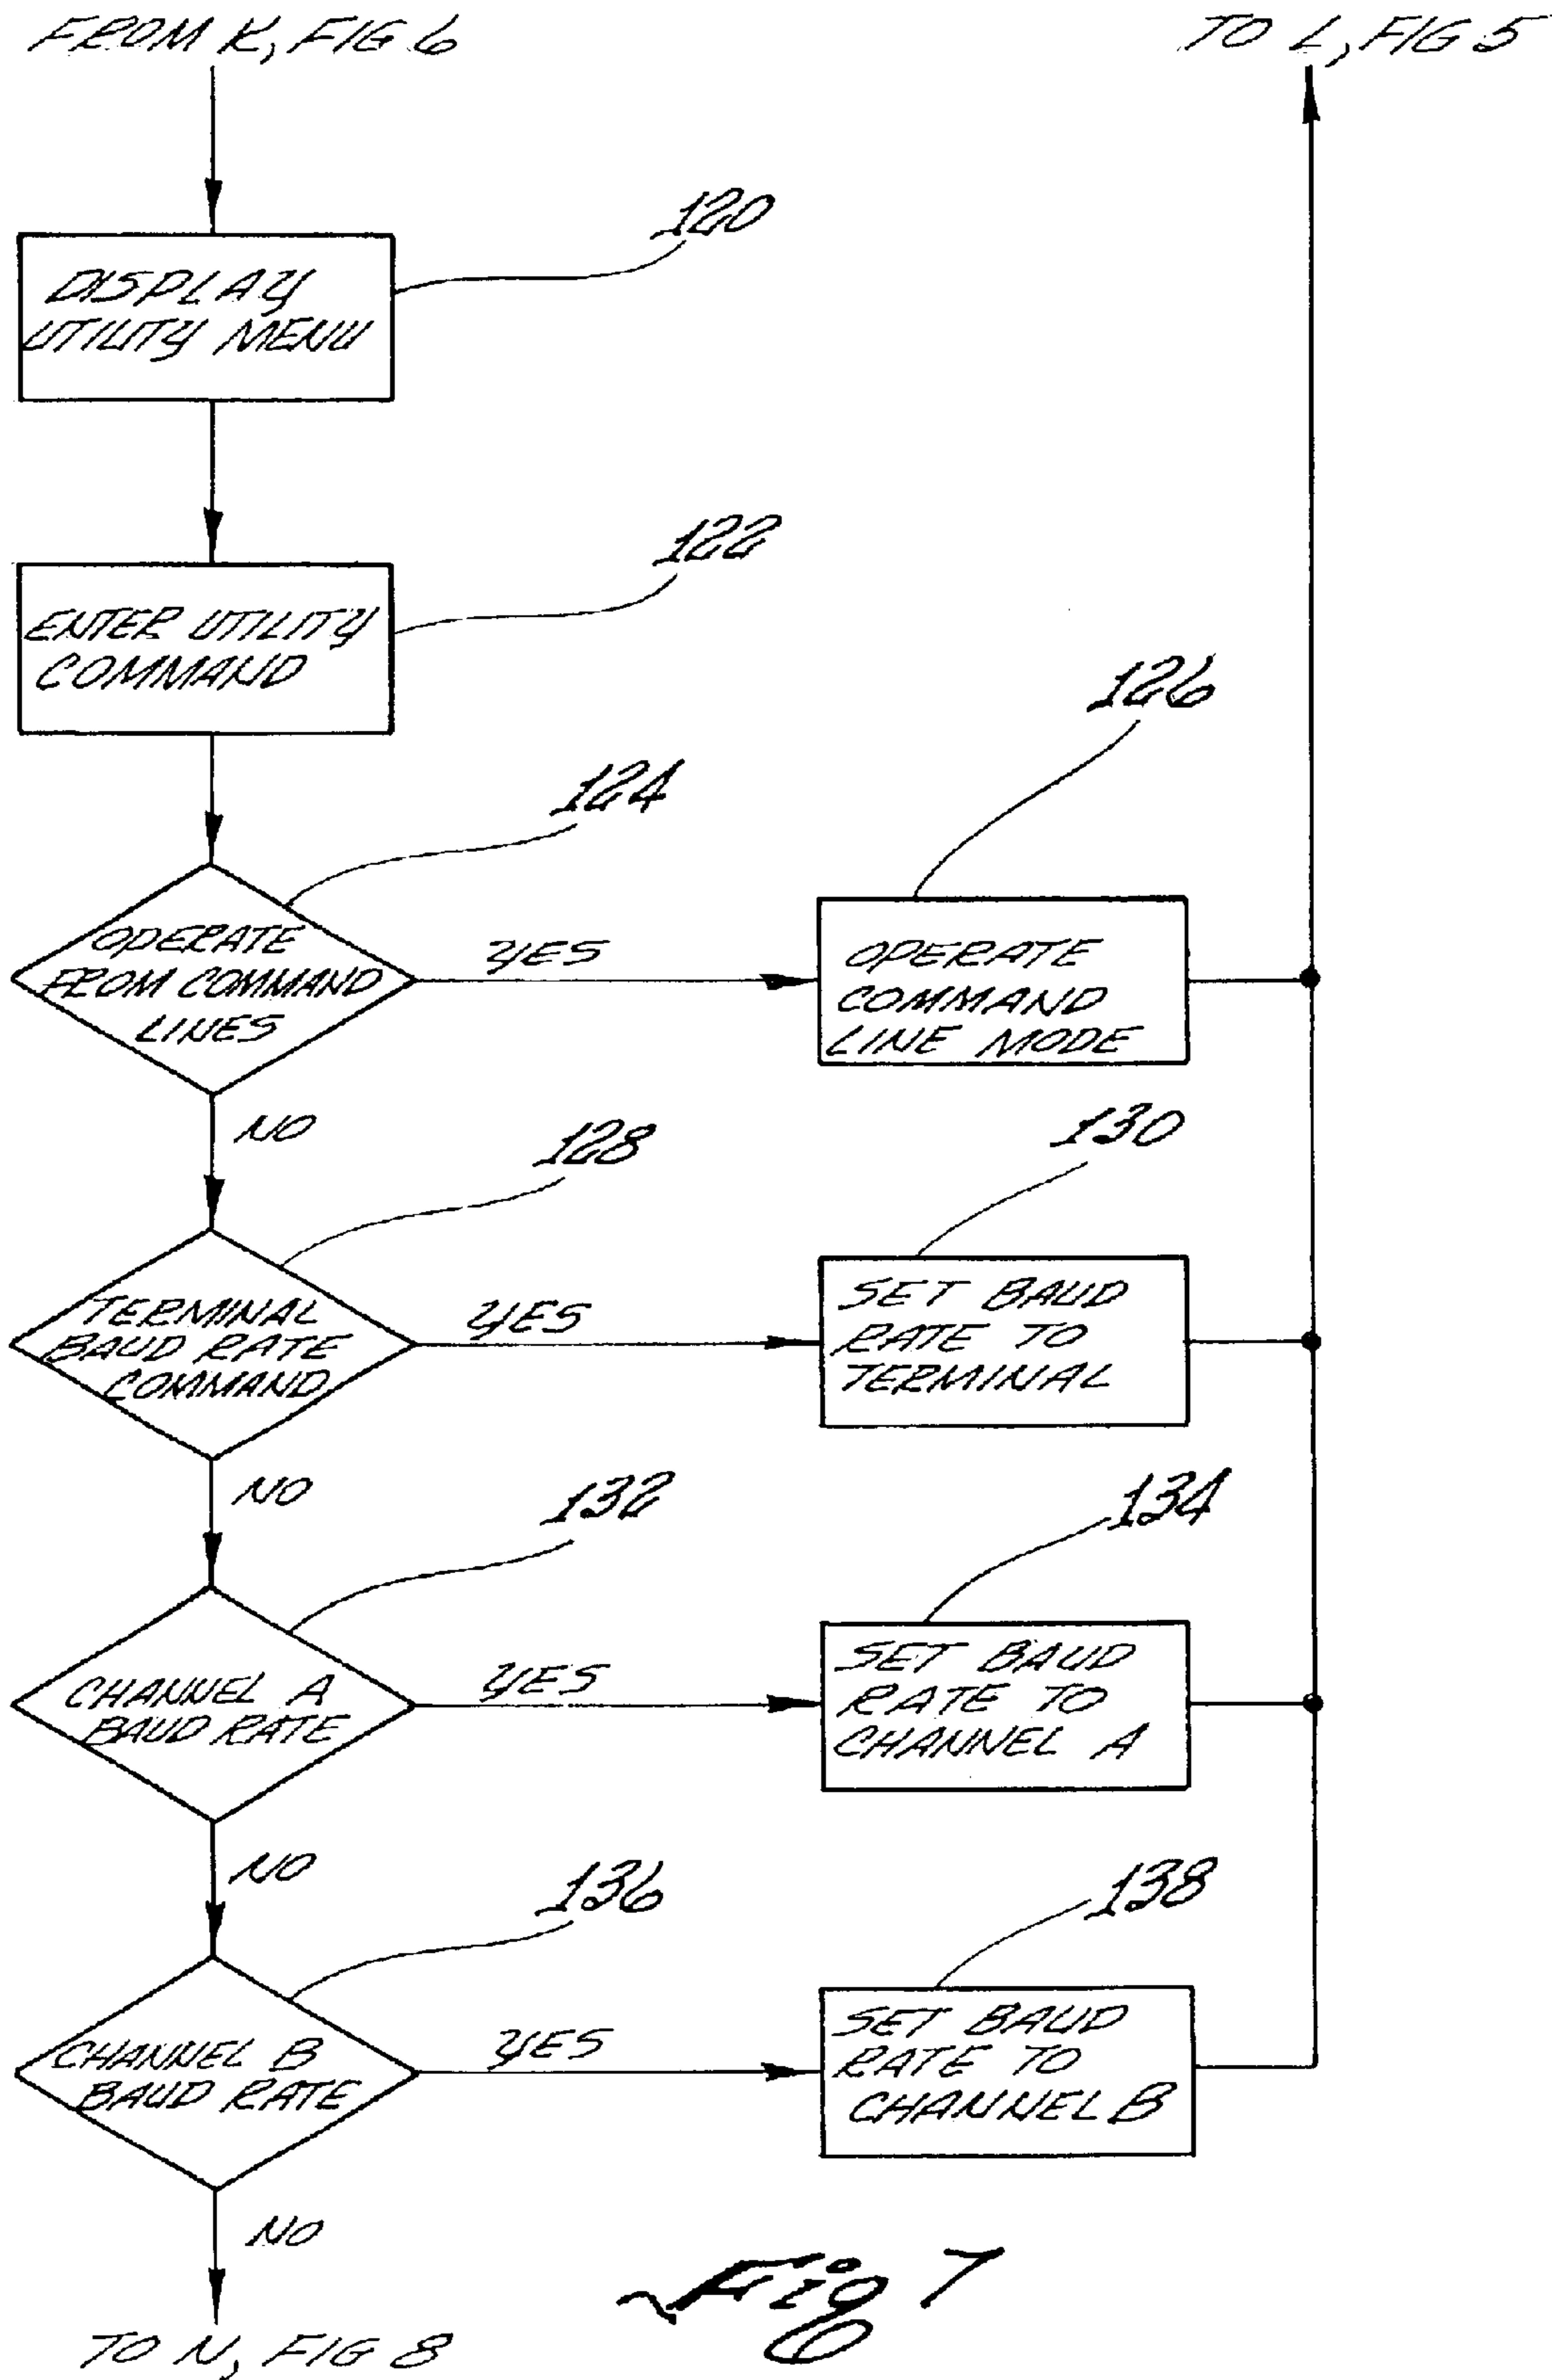 FROM K, FIG 6
TO L, FIG 5
120
DISPLAY
UTILITY MENU
122
ENTER UTILITY
COMMAND
124
126
OPERATE
FROM COMMAND
LINES
YES
OPERATE
COMMAND
LINE MODE
NO
128
130
TERMINAL
BAUD RATE
COMMAND
YES
SET BAUD
RATE TO
TERMINAL
NO
132
134
CHANNEL A
BAUD RATE
YES
SET BAUD
RATE TO
CHANNEL A
NO
136
138
CHANNEL B
BAUD RATE
YES
SET BAUD
RATE TO
CHANNEL B
NO
Fig 7
TO N, FIG 8